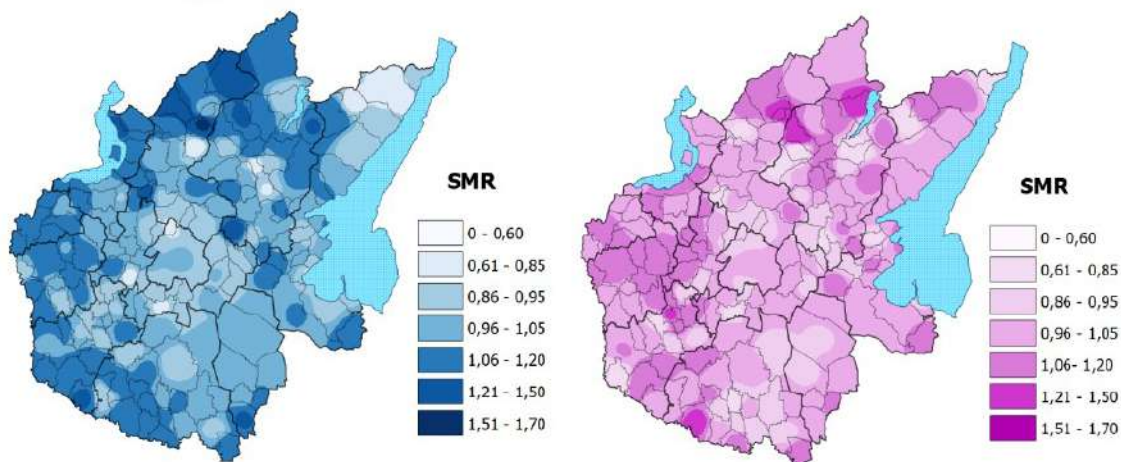 SMR
0 - 0,60
0,61 - 0,85
0,86 - 0,95
0,96 - 1,05
1,06 - 1,20
1,21 - 1,50
1,51 - 1,70
SMR
0 - 0,60
0,61 - 0,85
0,86 - 0,95
0,96 - 1,05
1,06- 1,20
1,21 - 1,50
1,51 - 1,70